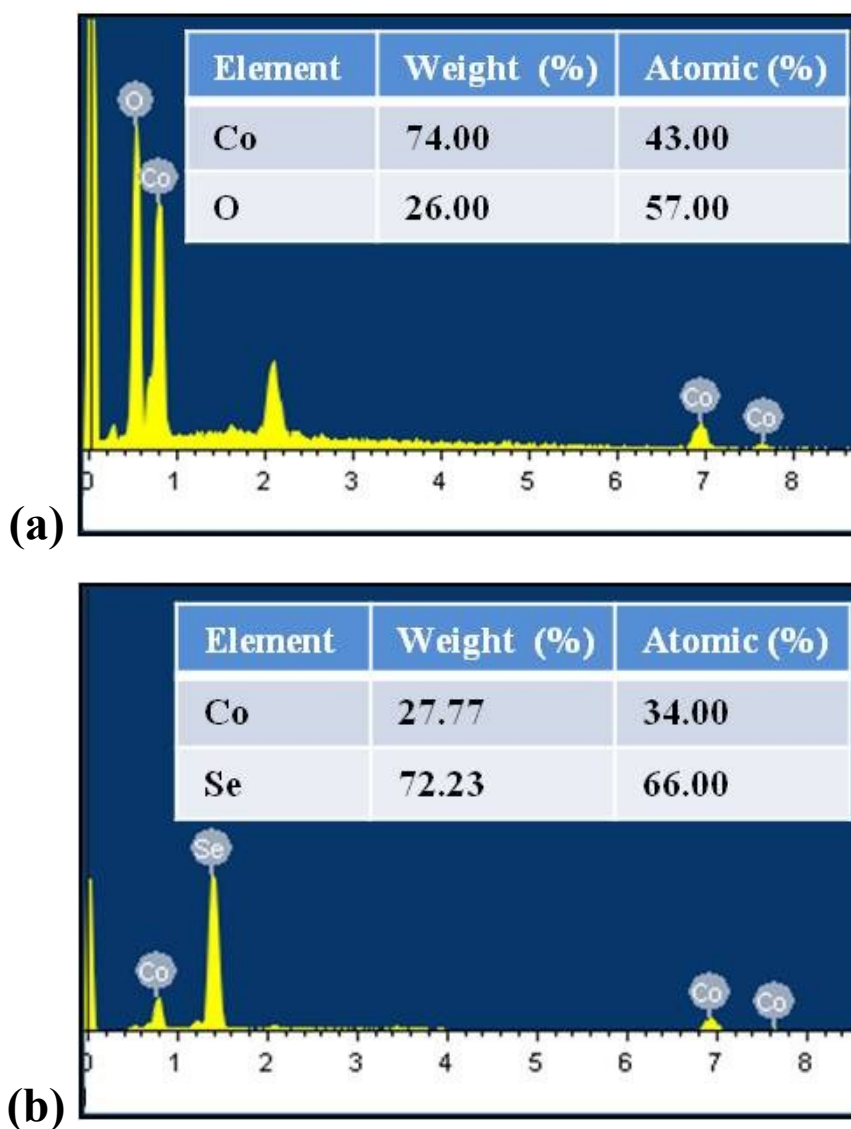 Element Weight (%) Atomic (%)
Co 74.00 43.00
O 26.00 57.00
O
Co
Co
Co
0 1 2 3 4 5 6 7 8
(a)
Element Weight (%) Atomic (%)
Co 27.77 34.00
Se 72.23 66.00
Se
Co
Co
Co
0 1 2 3 4 5 6 7 8
(b)